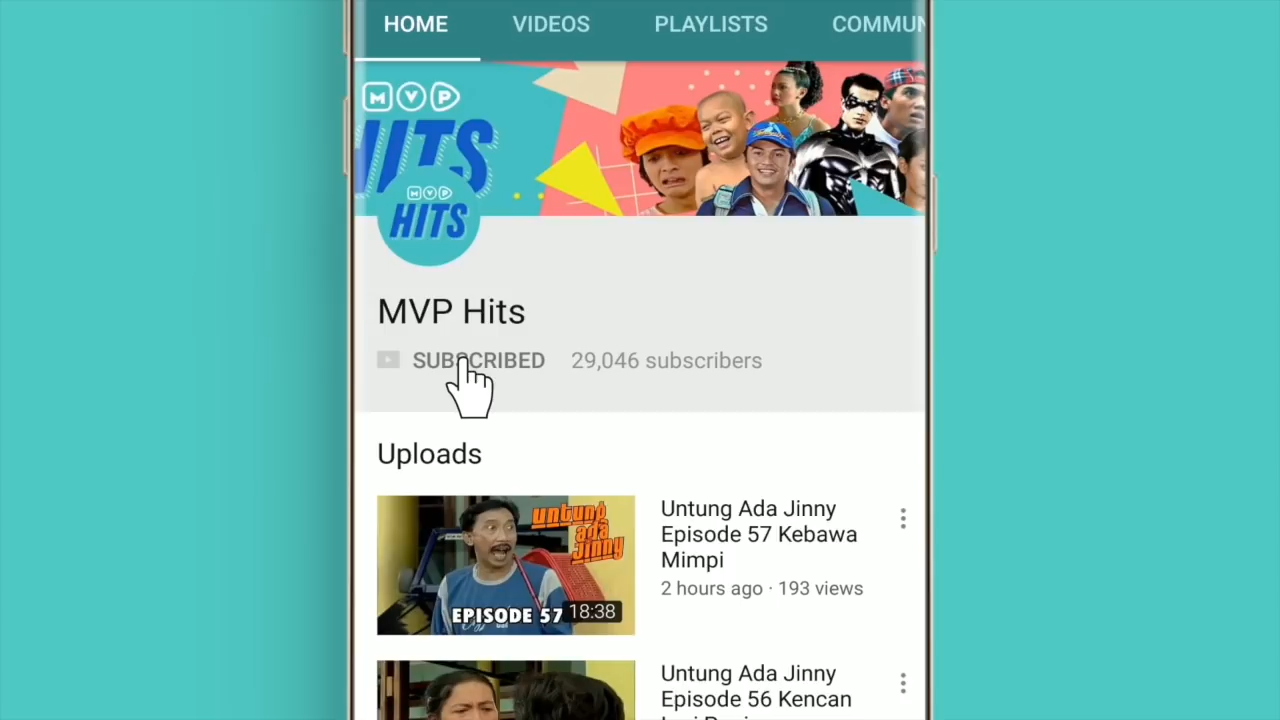 HOME VIDEOS PLAYLISTS COMMUN
MVP
HITS
MVP
HITS
MVP Hits
SUBSCRIBED 29,046 subscribers
Uploads
untung
ada
Jinny
EPISODE 57 18:38
Untung Ada Jinny
Episode 57 Kebawa
Mimpi
2 hours ago · 193 views
Untung Ada Jinny
Episode 56 Kencan